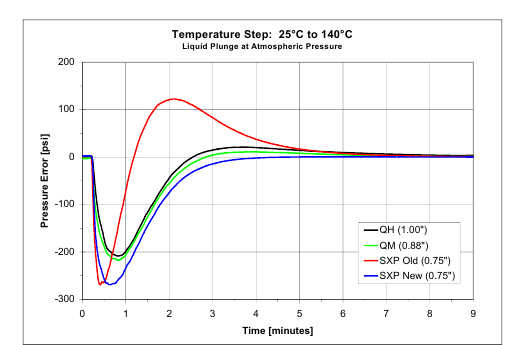 Temperature Step: 25°C to 140°C
Liquid Plunge at Atmospheric Pressure
200
100
0
-100
-200
-300
Pressure Error [psi]
QH (1.00")
QM (0.88")
SXP Old (0.75")
SXP New (0.75")
0 1 2 3 4 5 6 7 8 9
Time [minutes]